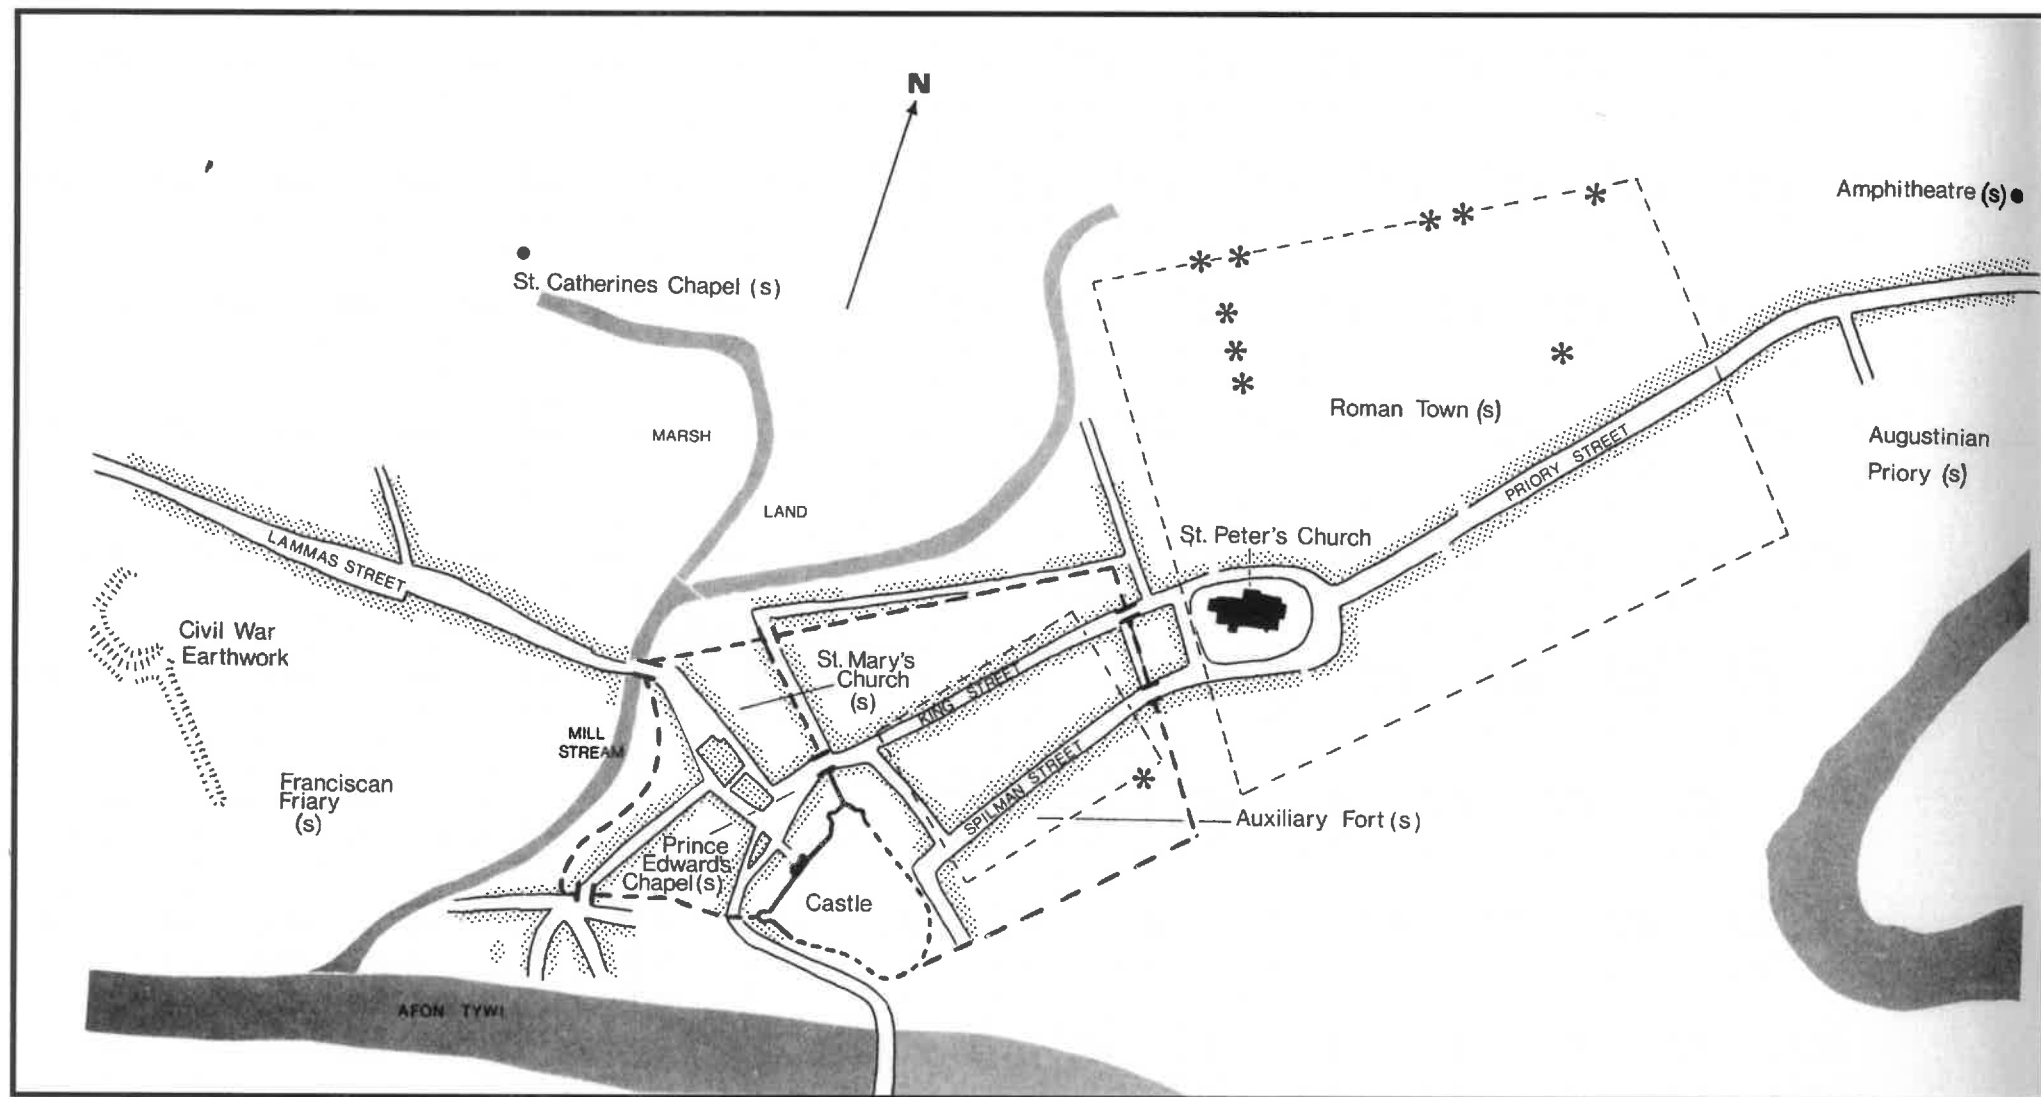 N
Amphitheatre (s)
St. Catherines Chapel (s)
MARSH
LAND
Roman Town (s)
PRIORY STREET
Augustinian
Priory (s)
St. Peter's Church
LAMMAS STREET
Civil War
Earthwork
St. Mary's
Church
(s)
KING STREET
MILL
STREAM
SPILMAN STREET
Franciscan
Friary
(s)
Auxiliary Fort (s)
Prince
Edward's
Chapel (s)
Castle
AFON TYWI